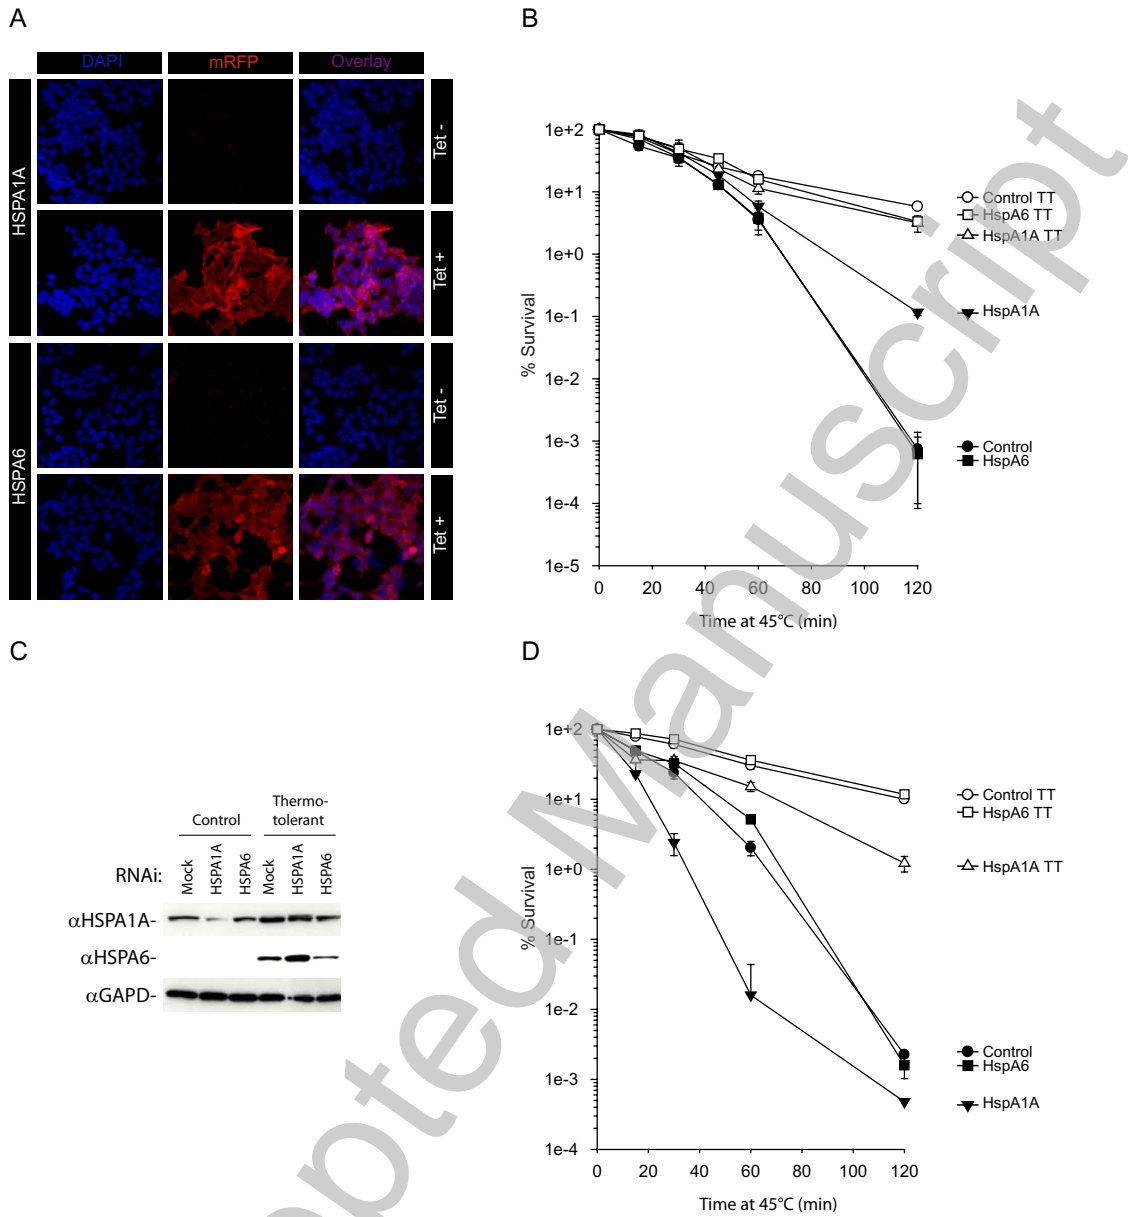 A
DAPI mRFP Overlay
HSPA1A
Tet -
Tet +
HSPA6
Tet -
Tet +
B
1e+2
1e+1
1e+0
1e-1
1e-2
1e-3
1e-4
1e-5
% Survival
0 20 40 60 80 100 120
Time at 45°C (min)
Control TT
HspA6 TT
HspA1A TT
HspA1A
Control
HspA6
C
Control
Thermo-
tolerant
RNAi: Mock HSPA1A HSPA6 Mock HSPA1A HSPA6
αHSPA1A-
αHSPA6-
αGAPD-
D
1e+2
1e+1
1e+0
1e-1
1e-2
1e-3
1e-4
% Survival
0 20 40 60 80 100 120
Time at 45°C (min)
Control TT
HspA6 TT
HspA1A TT
Control
HspA6
HspA1A
pted Manuscript